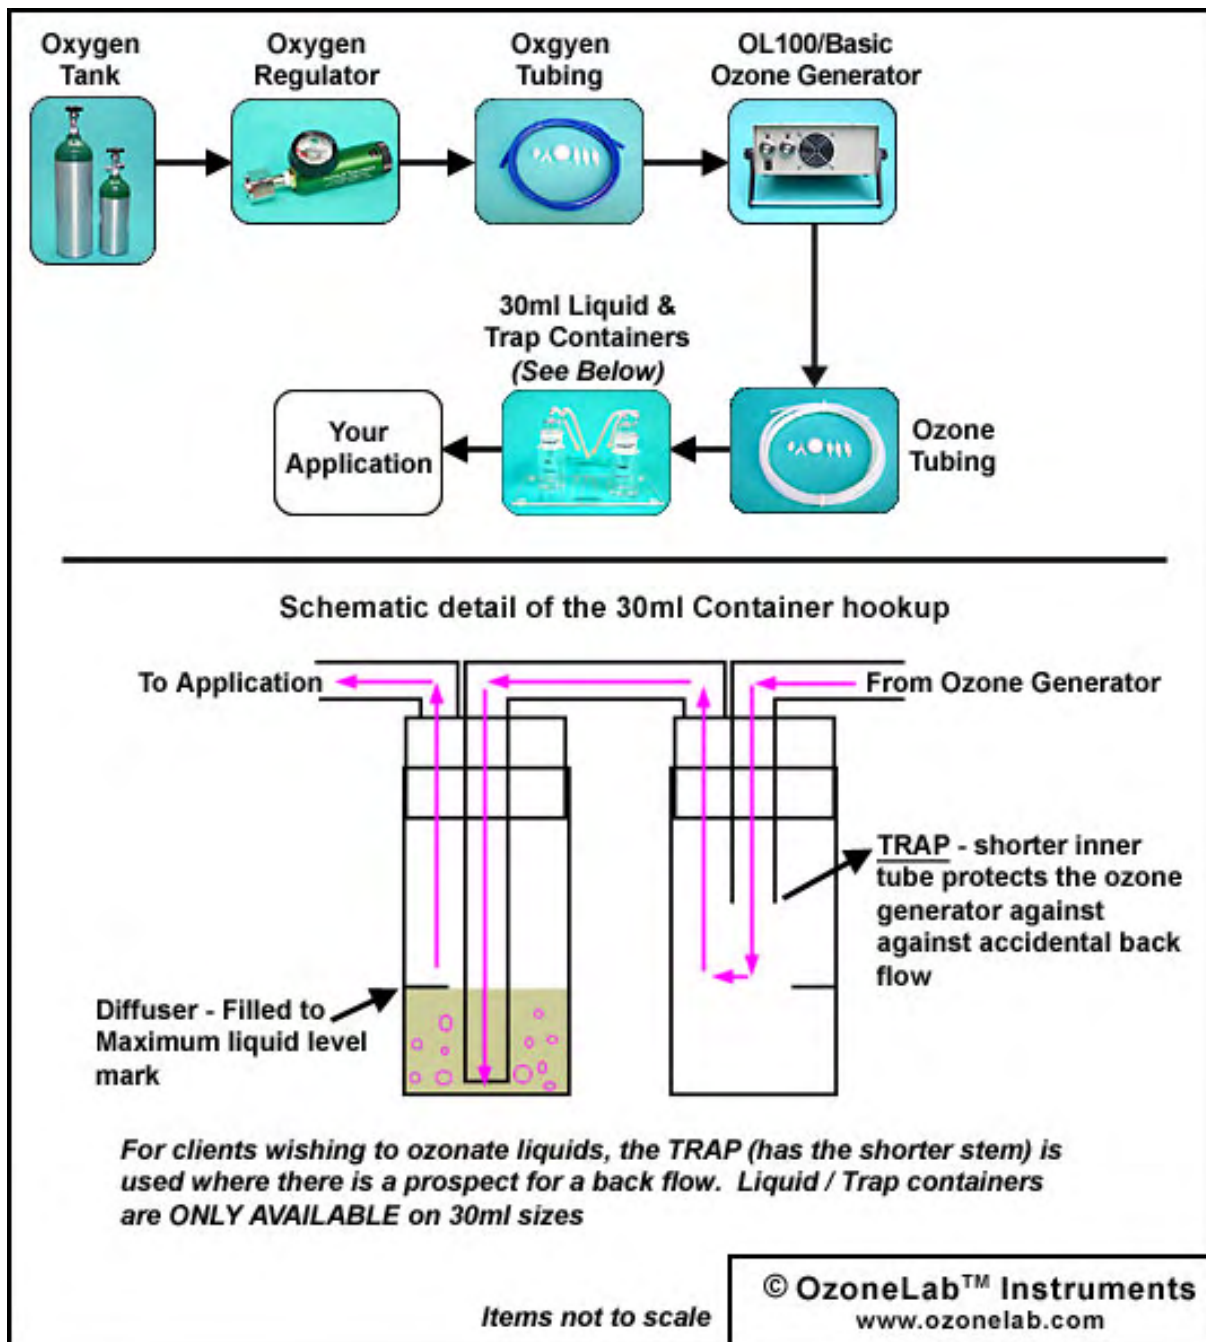 Oxygen
Tank
Oxygen
Regulator
Oxgyen
Tubing
OL100/Basic
Ozone Generator
30ml Liquid &
Trap Containers
(See Below)
Your
Application
Ozone
Tubing
Schematic detail of the 30ml Container hookup
To Application
From Ozone Generator
TRAP - shorter inner
tube protects the ozone
generator against
against accidental back
flow
Diffuser - Filled to
Maximum liquid level
mark
For clients wishing to ozonate liquids, the TRAP (has the shorter stem) is
used where there is a prospect for a back flow. Liquid / Trap containers
are ONLY AVAILABLE on 30ml sizes
Items not to scale
© OzoneLab™ Instruments
www.ozonelab.com